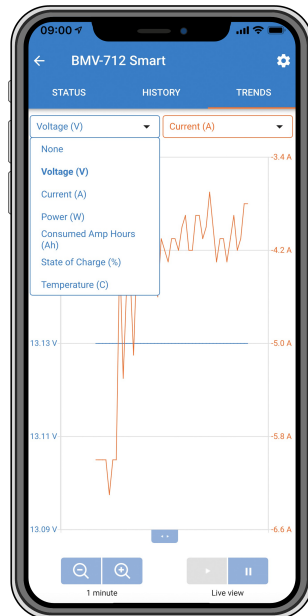 09:00
BMV-712 Smart
STATUS HISTORY TRENDS
Voltage (V) Current (A)
None
Voltage (V)
Current (A)
Power (W)
Consumed Amp Hours
(Ah)
State of Charge (%)
Temperature (C)
-3.4 A
-4.2 A
13.13 V -5.0 A
13.11 V -5.8 A
13.09 V -6.6 A
1 minute Live view